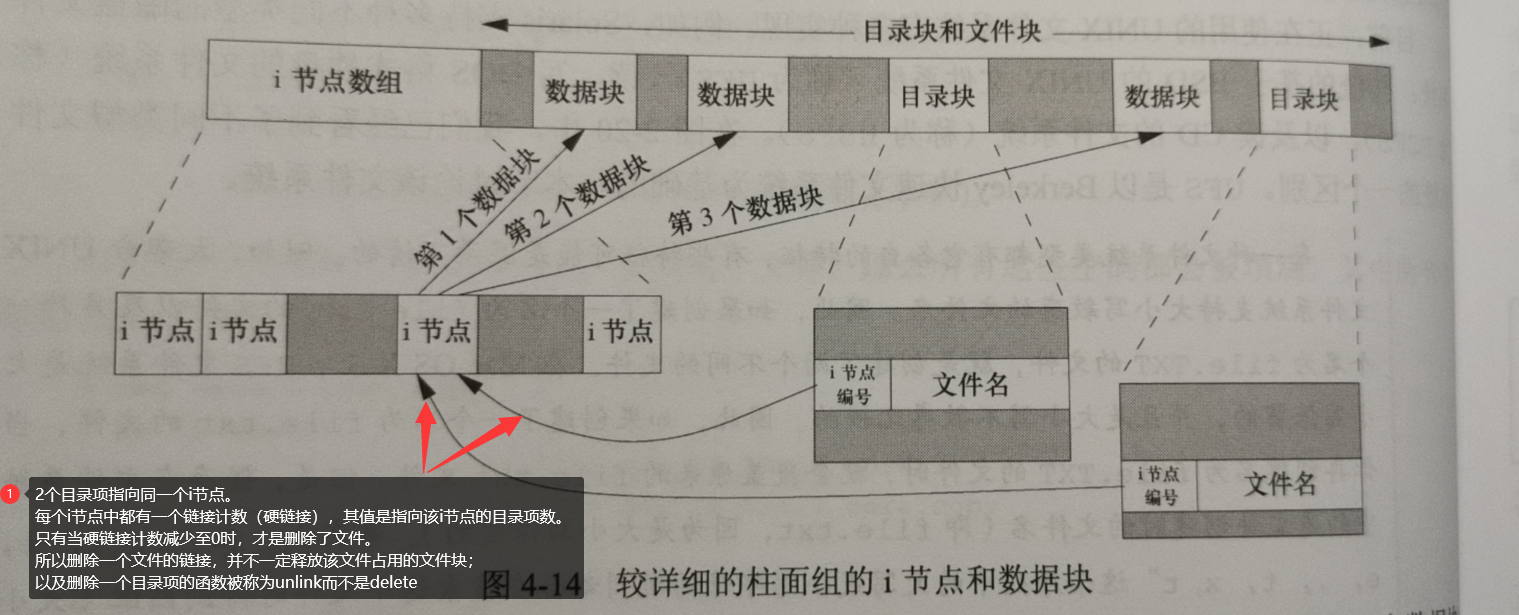 目录块和文件块
i 节点数组
数据块
数据块
目录块
数据块
目录块
第 1 个数据块
第 2 个数据块
第 3 个数据块
i 节点
i 节点
i 节点
i 节点
i 节点
编号
文件名
i节点
编号
文件名
1
2个目录项指向同一个i节点。
每个i节点中都有一个链接计数（硬链接），其值是指向该i节点的目录项数。
只有当硬链接计数减少至0时，才是删除了文件。
所以删除一个文件的链接，并不一定释放该文件占用的文件块；
以及删除一个目录项的函数被称为unlink而不是delete
图 4-14 较详细的柱面组的 i 节点和数据块